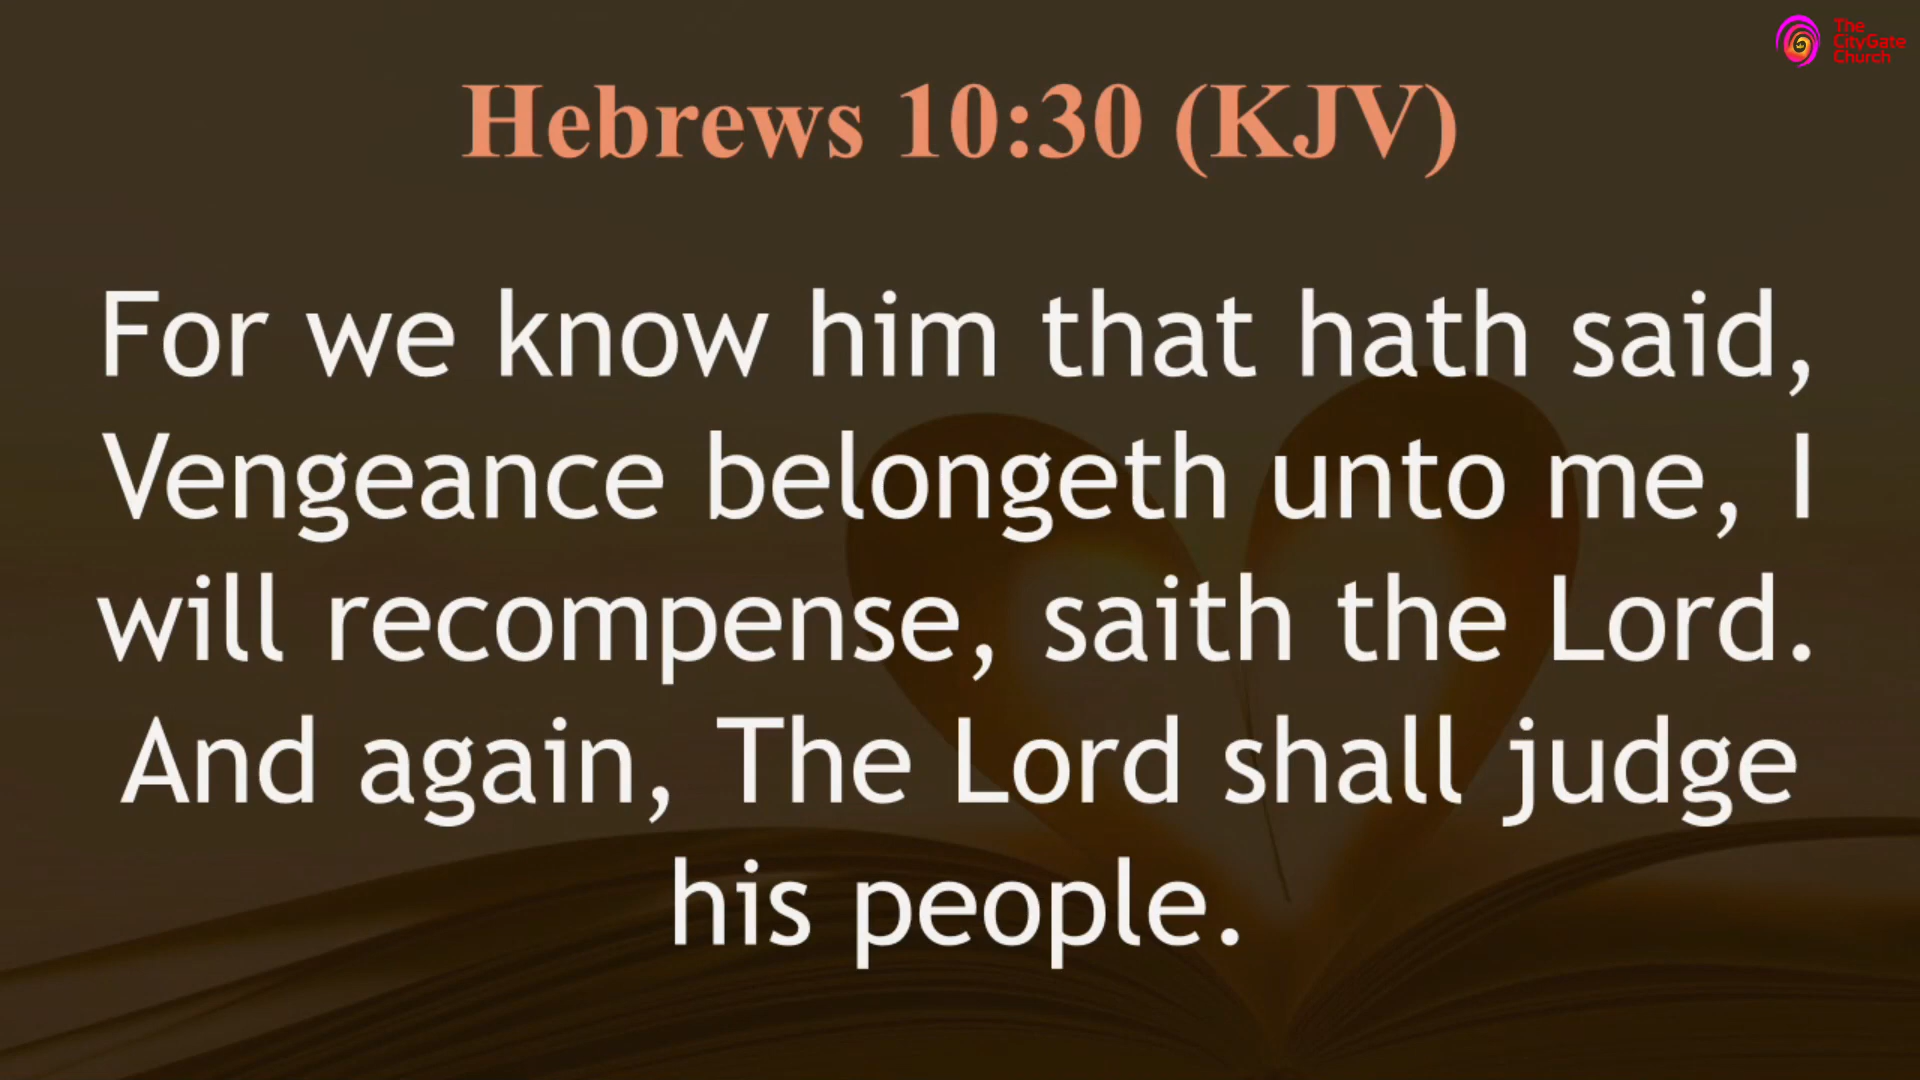 The
CityGate
Church
Hebrews 10:30 (KJV)
For we know him that hath said,
Vengeance belongeth unto me, I
will recompense, saith the Lord.
And again, The Lord shall judge
his people.